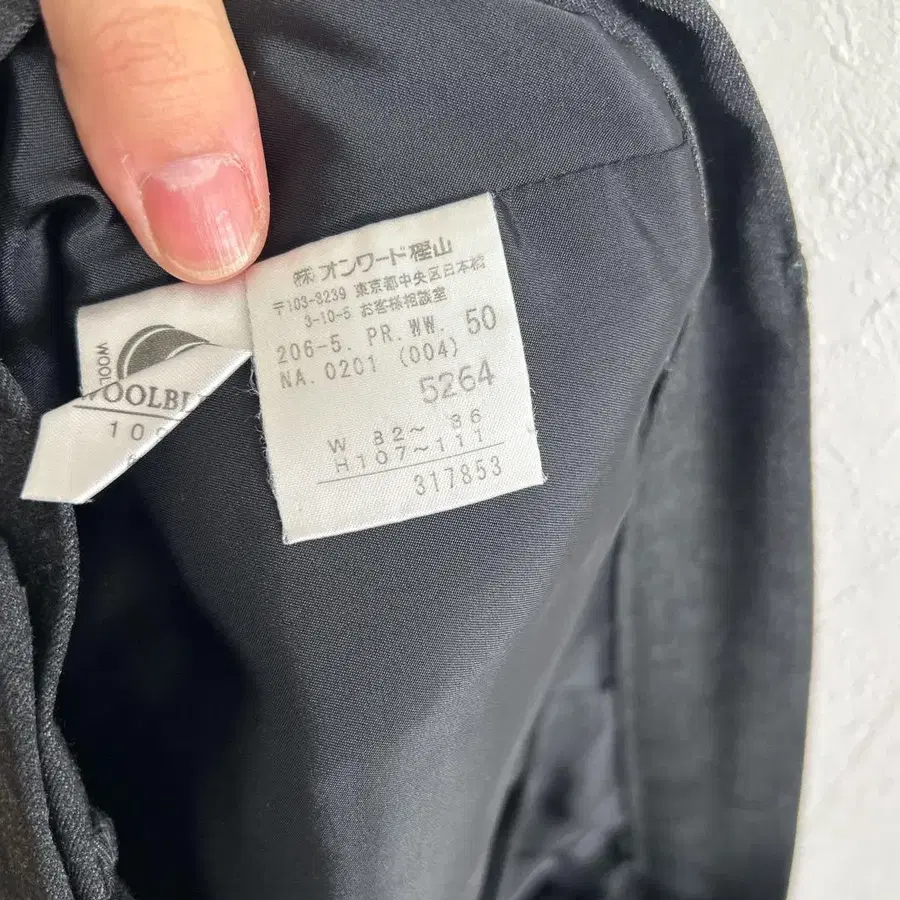 ㈱オンワード樫山
〒103-8239 東京都中央区日本橋
3-10-5 お客様相談室
206-5. PR.WW. 50
NA.0201 (004)
5264
W 82～ 86
H107～111
317853
WOOL
WOOLBL
10